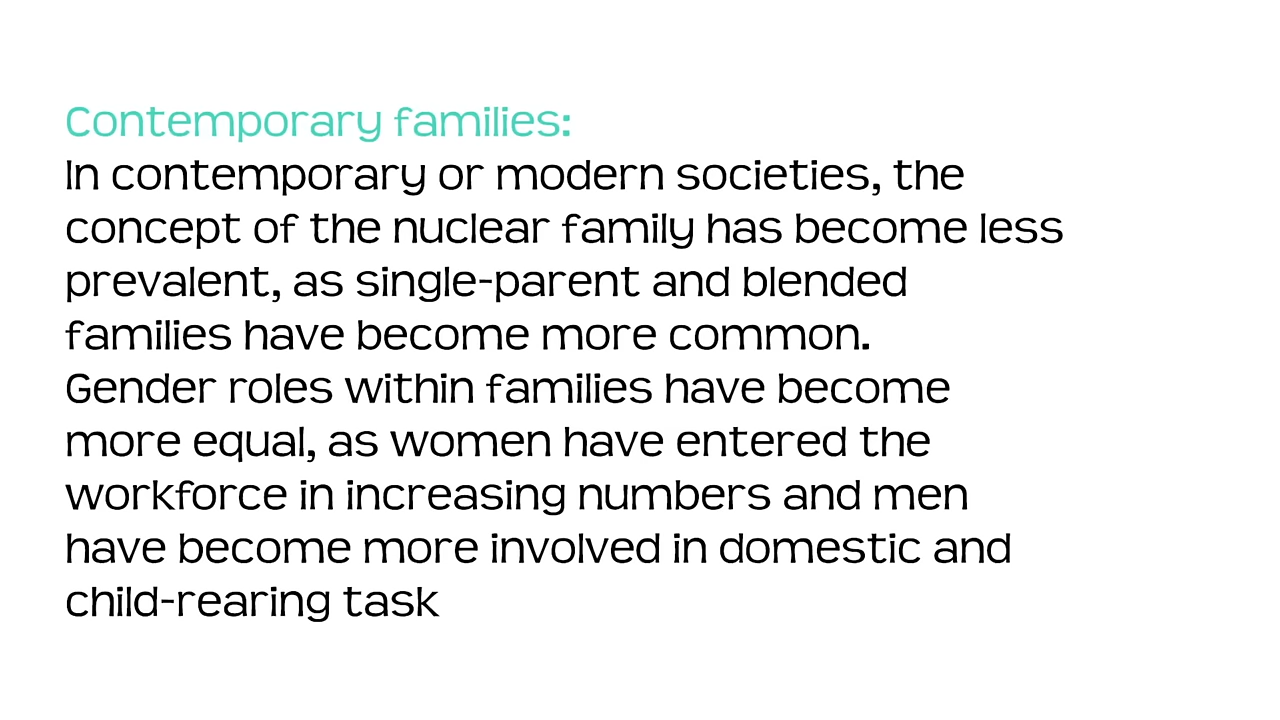 Contemporary families:
In contemporary or modern societies, the
concept of the nuclear family has become less
prevalent, as single-parent and blended
families have become more common.
Gender roles within families have become
more equal, as women have entered the
workforce in increasing numbers and men
have become more involved in domestic and
child-rearing task